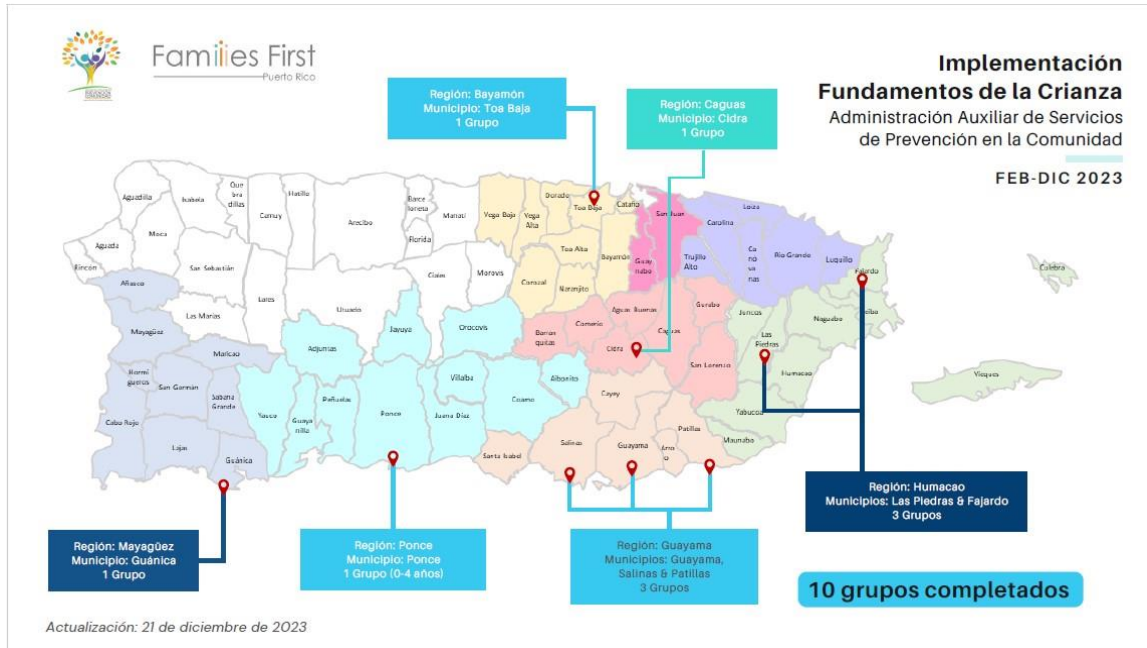 Families First
Puerto Rico
Implementación
Fundamentos de la Crianza
Administración Auxiliar de Servicios
de Prevención en la Comunidad
FEB-DIC 2023
Región: Bayamón
Municipio: Toa Baja
1 Grupo
Región: Caguas
Municipio: Cidra
1 Grupo
Aguadilla
Isabela
Que
bra
dillas
Camuy
Hatillo
Arecibo
Barce
loneta
Manati
Florida
Vega Baja
Vega
Alta
Dorado
Toa Baja
Cataño
San Juan
Carolina
Loiza
Aguada
Moca
Rincón
San Sebastián
Ciales
Morovis
Toa Alta
Bayamón
Guay
nabo
Trujillo
Alto
Ca
nó
va
nas
Río Grande
Luquillo
Fajardo
Culebra
Añasco
Las Marías
Lares
Utuado
Corozal
Naranjito
Mayagüez
Maricao
Adjuntas
Jayuya
Orocovis
Barran
quitas
Comerio
Aguas Buenas
Caguas
Gurabo
Juncos
Las
Piedras
Naguabo
Ceiba
Hormi
gueros
San Germán
Sabana
Grande
Yauco
Guaya
nilla
Peñuelas
Ponce
Villalba
Juana Díaz
Coamo
Aibonito
Cidra
San Lorenzo
Humacao
Vieques
Cabo Rojo
Lajas
Guánica
Cayey
Yabucoa
Maunabo
Santa Isabel
Salinas
Guayama
Arro
yo
Patillas
Región: Mayagüez
Municipio: Guánica
1 Grupo
Región: Ponce
Municipio: Ponce
1 Grupo (0-4 años)
Región: Guayama
Municipios: Guayama,
Salinas & Patillas
3 Grupos
Región: Humacao
Municipios: Las Piedras & Fajardo
3 Grupos
10 grupos completados
Actualización: 21 de diciembre de 2023